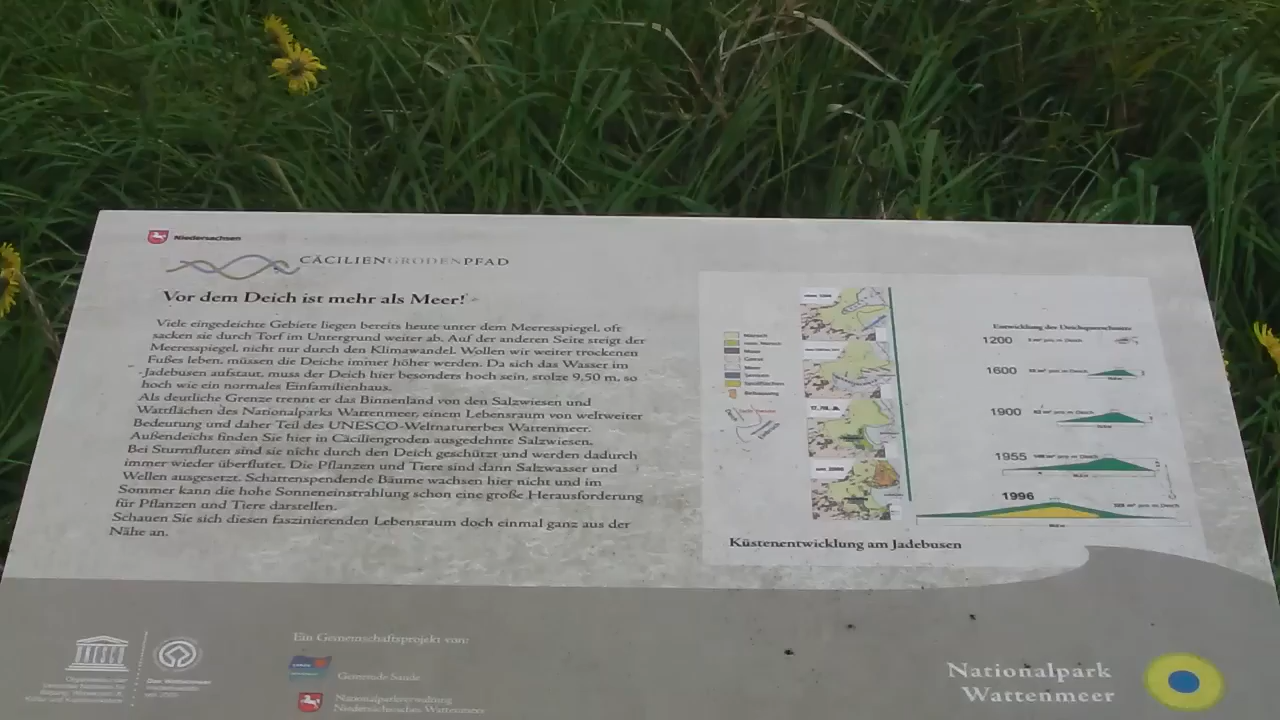 Niedersachsen
CÄCILIENGRODENPFAD
Vor dem Deich ist mehr als Meer!
Viele eingedeichte Gebiete liegen bereits heute unter dem Meeresspiegel, oft
sacken sie durch Torf im Untergrund weiter ab. Auf der anderen Seite steigt der
Meeresspiegel, nicht nur durch den Klimawandel. Wollen wir weiter trockenen
Fußes leben, müssen die Deiche immer höher werden. Da sich das Wasser im
Jadebusen aufstaut, muss der Deich hier besonders hoch sein, stolze 9,50 m, so
hoch wie ein normales Einfamilienhaus.
Als deutliche Grenze trennt er das Binnenland von den Salzwiesen und
Wattflächen des Nationalparks Wattenmeer, einem Lebensraum von weltweiter
Bedeutung und daher Teil des UNESCO-Weltnaturerbes Wattenmeer.
Außendeichs finden Sie hier in Cäciliengroden ausgedehnte Salzwiesen.
Bei Sturmfluten sind sie nicht durch den Deich geschützt und werden dadurch
immer wieder überflutet. Die Pflanzen und Tiere sind dann Salzwasser und
Wellen ausgesetzt. Schattenspendende Bäume wachsen hier nicht und im
Sommer kann die hohe Sonneneinstrahlung schon eine große Herausforderung
für Pflanzen und Tiere darstellen.
Schauen Sie sich diesen faszinierenden Lebensraum doch einmal ganz aus der
Nähe an.
Marsch
Moor
Geest
Meer
Siedlung
Bebauung
Entwicklung des Deichquerschnitts
1200
1600
1900
1955
1996
Küstenentwicklung am Jadebusen
UNESCO
Ein Gemeinschaftsprojekt von:
Gemeinde Sande
Nationalparkverwaltung
Niedersächsisches Wattenmeer
Das Wattenmeer
Nationalpark
Wattenmeer